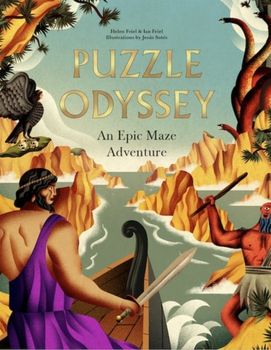 Helen Friel & Ian Friel
Illustrations by Jesús Sotés
PUZZLE
ODYSSEY
An Epic Maze
Adventure